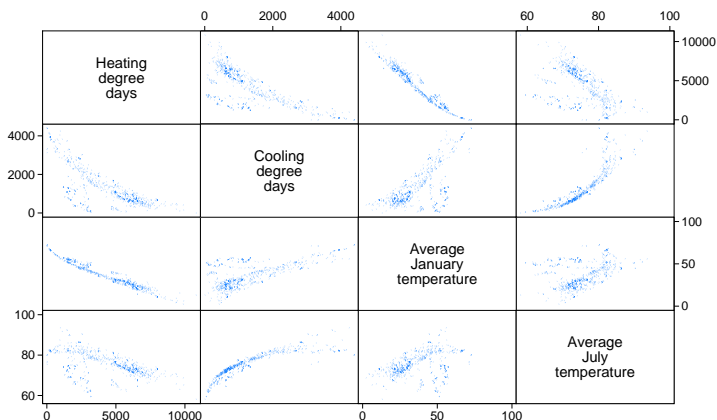 0 2000 4000 60 80 100
Heating
degree
days
10000
5000
0
4000
2000
0
Cooling
degree
days
Average
January
temperature
100
50
0
100
80
60
Average
July
temperature
0 5000 10000 0 50 100